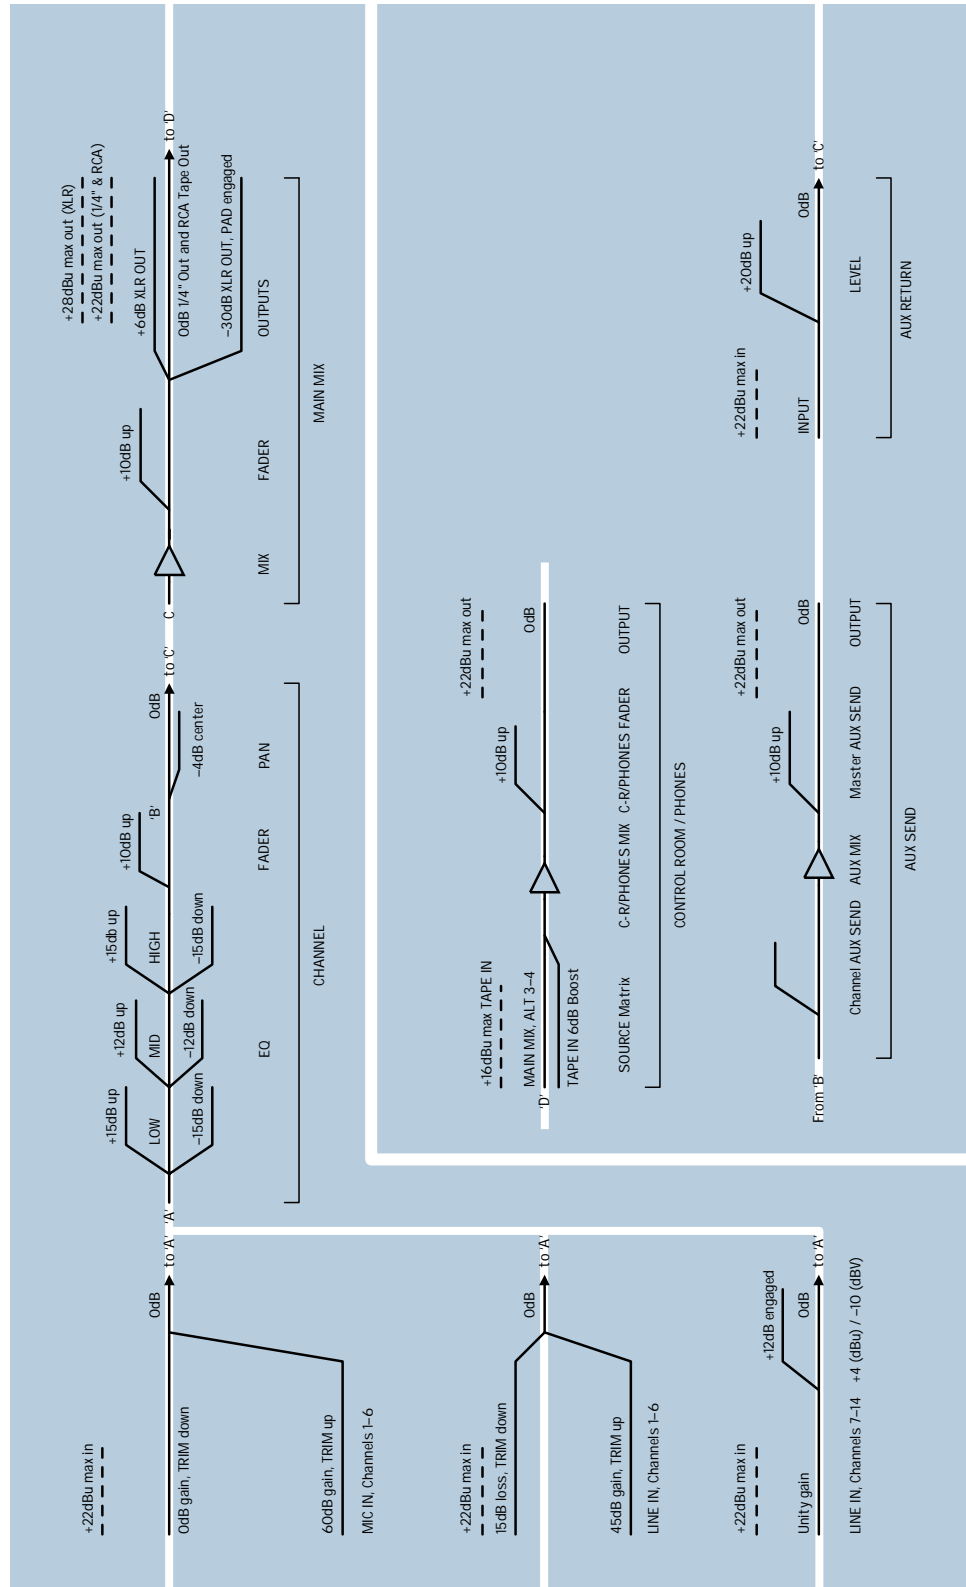 +22dBu max in
0dB gain, TRIM down
60dB gain, TRIM up
MIC IN, Channels 1–6
0dB
to 'A'
+22dBu max in
15dB loss, TRIM down
45dB gain, TRIM up
LINE IN, Channels 1–6
0dB
to 'A'
+22dBu max in
Unity gain
+12dB engaged
0dB
to 'A'
LINE IN, Channels 7–14 +4 (dBu) / –10 (dBV)
'A'
+15dB up
LOW
–15dB down
+12dB up
MID
–12dB down
+15db up
HIGH
–15dB down
+10dB up
'B'
–4dB center
0dB
to 'C'
EQ
FADER
PAN
CHANNEL
C
+10dB up
+28dBu max out (XLR)
+22dBu max out (1/4" & RCA)
+6dB XLR OUT
0dB 1/4" Out and RCA Tape Out
–30dB XLR OUT, PAD engaged
to 'D'
MIX
FADER
OUTPUTS
MAIN MIX
'D'
+16dBu max TAPE IN
MAIN MIX, ALT 3–4
TAPE IN 6dB Boost
+10dB up
+22dBu max out
0dB
SOURCE Matrix
C-R/PHONES MIX
C-R/PHONES FADER
OUTPUT
CONTROL ROOM / PHONES
From 'B'
+10dB up
+22dBu max out
0dB
Channel AUX SEND
AUX MIX
Master AUX SEND
OUTPUT
AUX SEND
+22dBu max in
INPUT
+20dB up
0dB
to 'C'
LEVEL
AUX RETURN